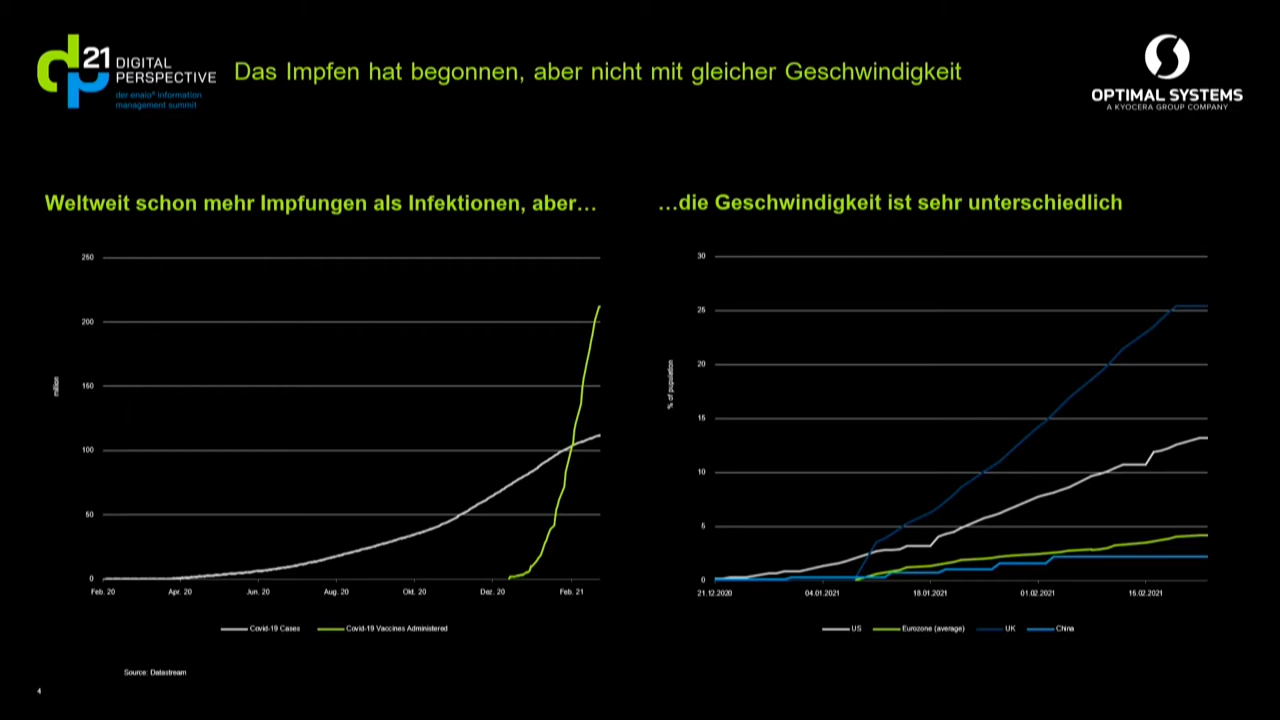 21 DIGITAL
PERSPECTIVE
der enaio® information
management summit
Das Impfen hat begonnen, aber nicht mit gleicher Geschwindigkeit
OPTIMAL SYSTEMS
A KYOCERA GROUP COMPANY
Weltweit schon mehr Impfungen als Infektionen, aber…
250
200
150
100
50
0
million
Feb. 20 Apr. 20 Jun. 20 Aug. 20 Okt. 20 Dez. 20 Feb. 21
Covid-19 Cases Covid-19 Vaccines Administered
Source: Datastream
…die Geschwindigkeit ist sehr unterschiedlich
30
25
20
15
10
5
0
% of population
21.12.2020 04.01.2021 18.01.2021 01.02.2021 15.02.2021
US Eurozone (average) UK China
4